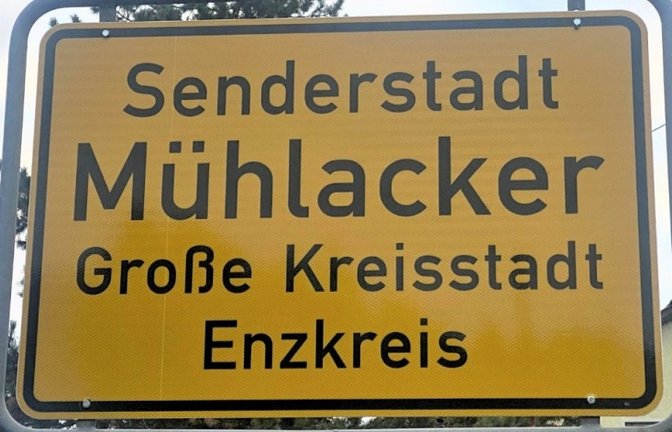 Senderstadt
Mühlacker
Große Kreisstadt
Enzkreis